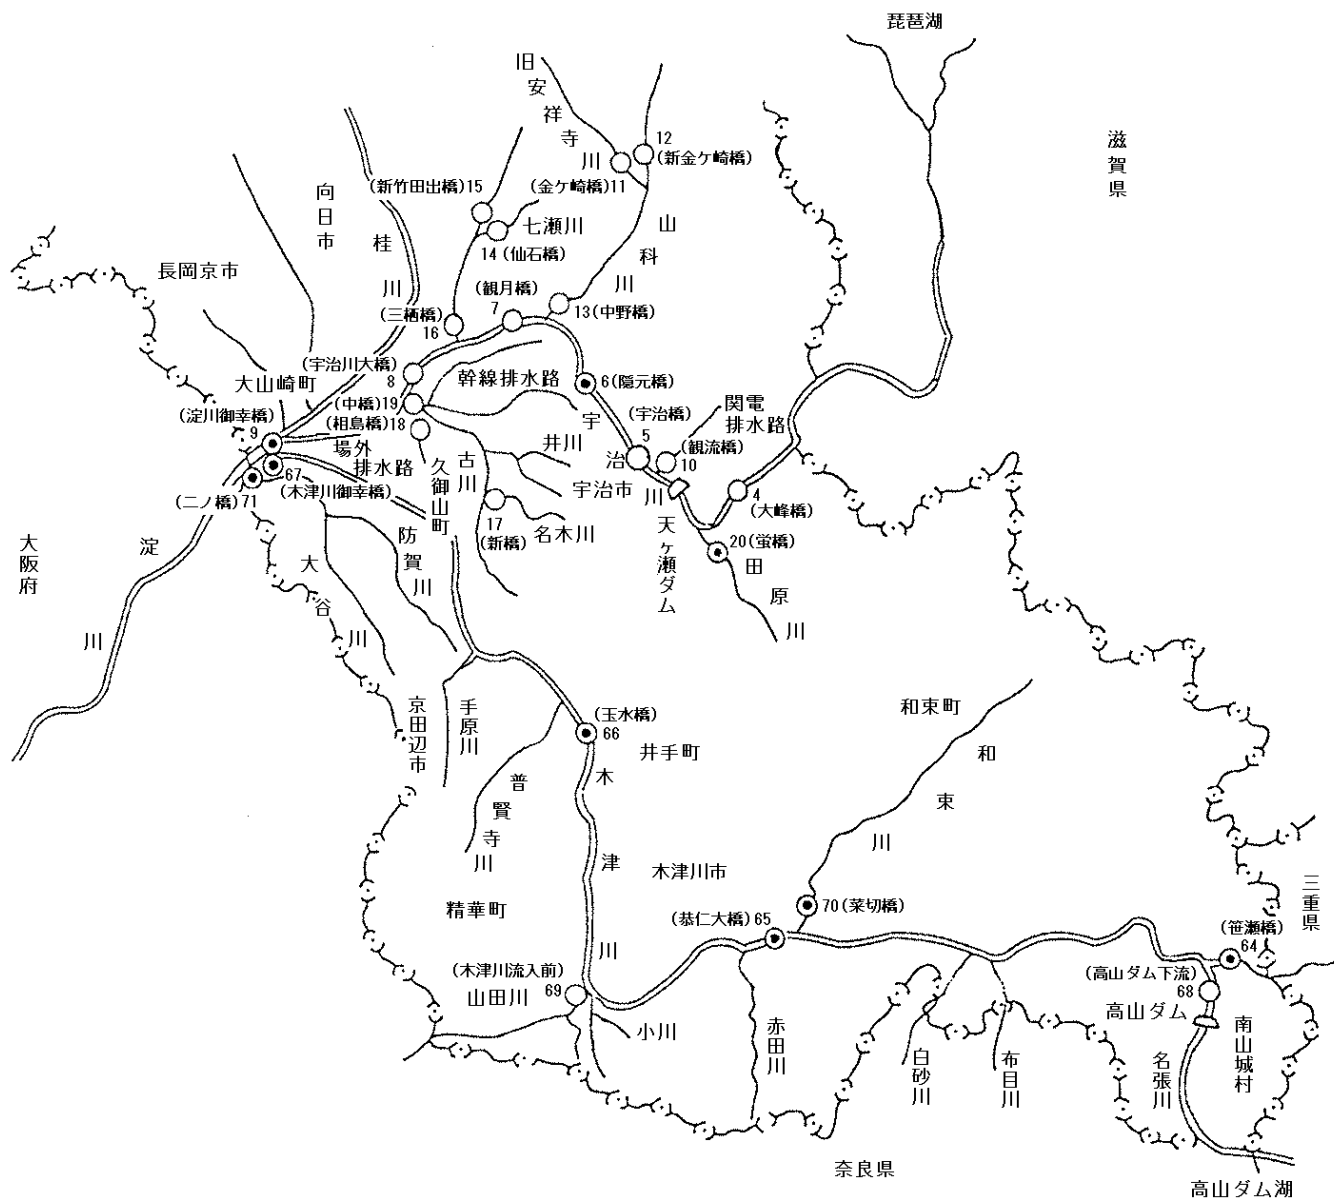 琵琶湖
滋賀県
旧安祥寺川
12
(新金ケ崎橋)
(金ケ崎橋)11
(新竹田出橋)15
七瀬川
14(仙石橋)
山科川
向日市
桂川
長岡京市
(観月橋)
7
13(中野橋)
(三栖橋)
16
(宇治川大橋)
8
幹線排水路
6(隠元橋)
大山崎町
(中橋)19
(淀川御幸橋)
9
(相島橋)18
場外
排水路
67
(木津川御幸橋)
(二ノ橋)71
久御山町
古川
井川
宇治市
17
(新橋)
名木川
宇治川
(宇治橋)
5
関電
排水路
(観流橋)
10
4
(大峰橋)
天ヶ瀬ダム
20(蛍橋)
田原川
大阪府
淀川
大谷川
防賀川
京田辺市
手原川
普賢寺川
(玉水橋)
66
井手町
木津川
和束町
和束川
木津川市
精華町
(恭仁大橋)65
70(菜切橋)
三重県
(笹瀬橋)
64
(木津川流入前)
69
山田川
小川
赤田川
白砂川
布目川
(高山ダム下流)
68
高山ダム
名張川
南山城村
奈良県
高山ダム湖